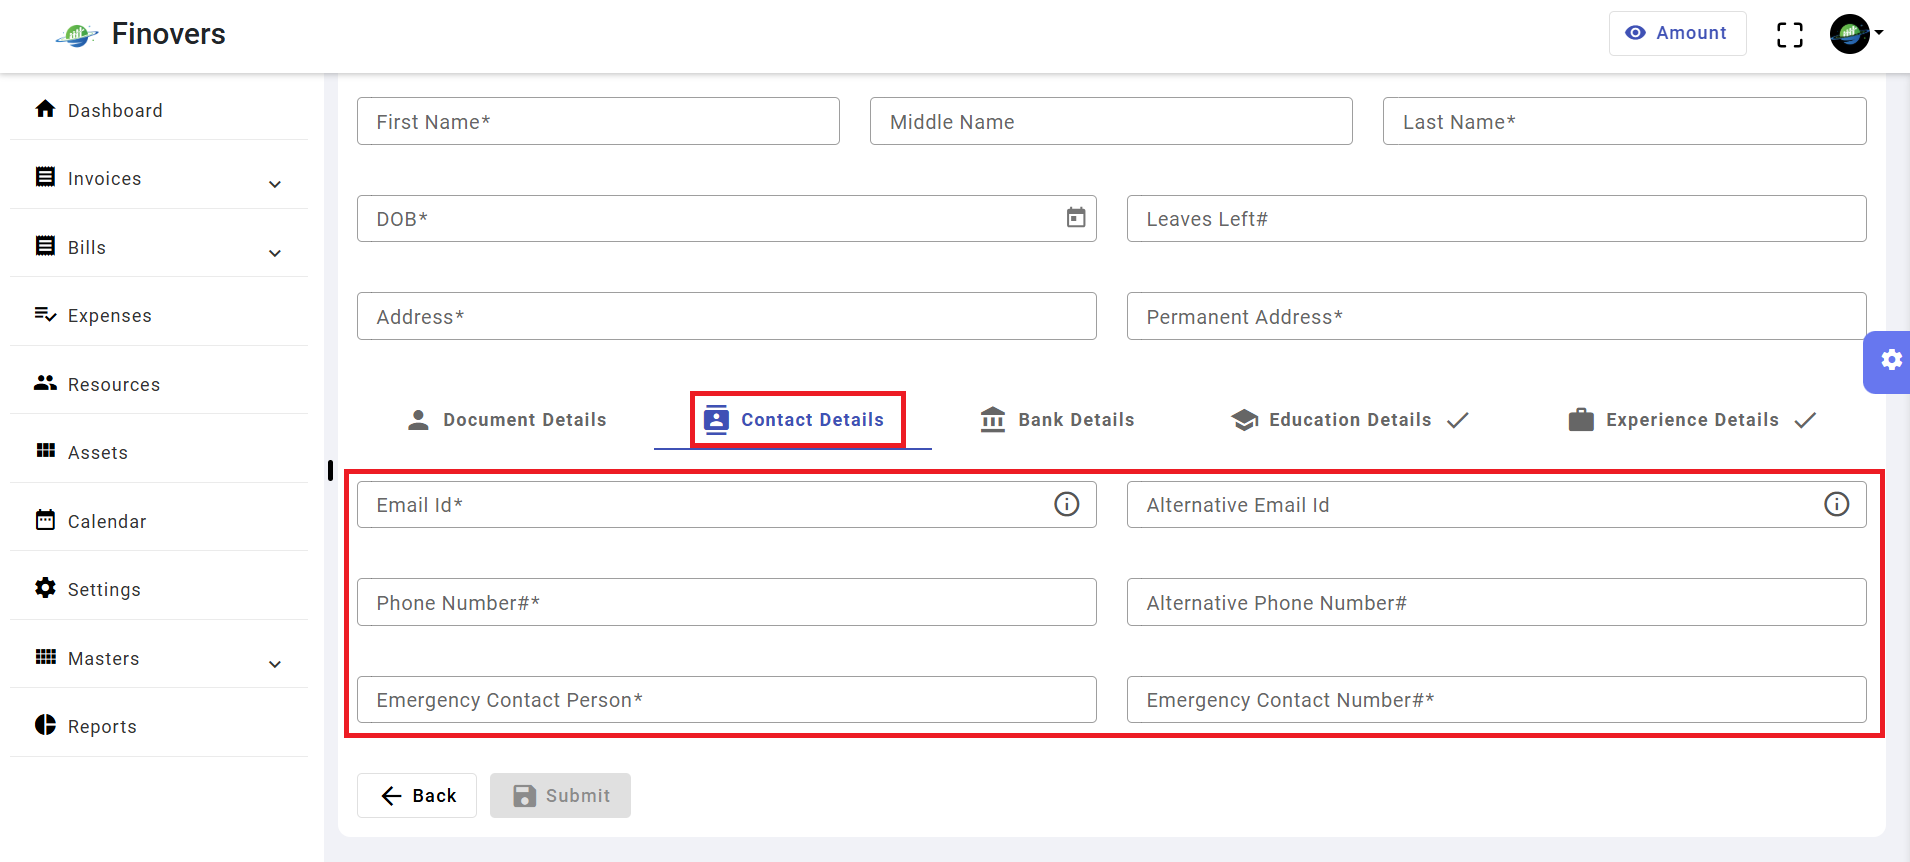 Finovers
Amount
Dashboard
Invoices
Bills
Expenses
Resources
Assets
Calendar
Settings
Masters
Reports
First Name* Middle Name Last Name*
DOB* Leaves Left#
Address* Permanent Address*
Document Details Contact Details Bank Details Education Details Experience Details
Email Id* Alternative Email Id
Phone Number#* Alternative Phone Number#
Emergency Contact Person* Emergency Contact Number#*
Back Submit